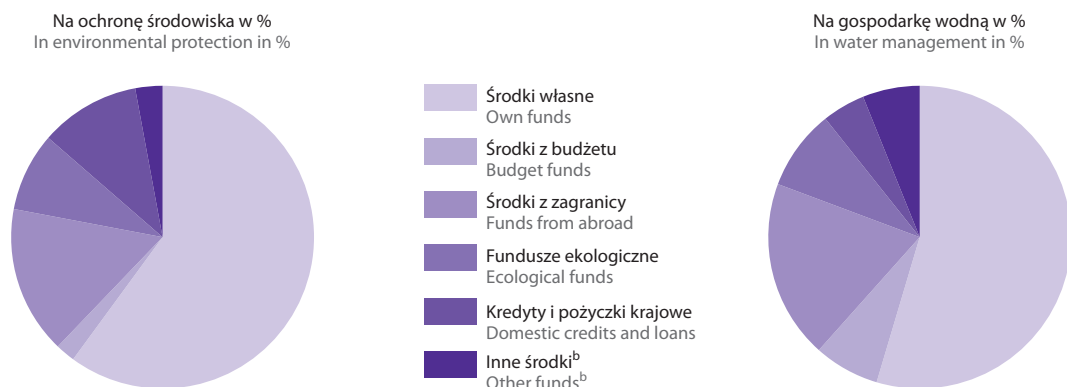 Na ochronę środowiska w %
In environmental protection in %
Na gospodarkę wodną w %
In water management in %
Środki własne
Own funds
Środki z budżetu
Budget funds
Środki z zagranicy
Funds from abroad
Fundusze ekologiczne
Ecological funds
Kredyty i pożyczki krajowe
Domestic credits and loans
Inne środkiᵇ
Other fundsᵇ